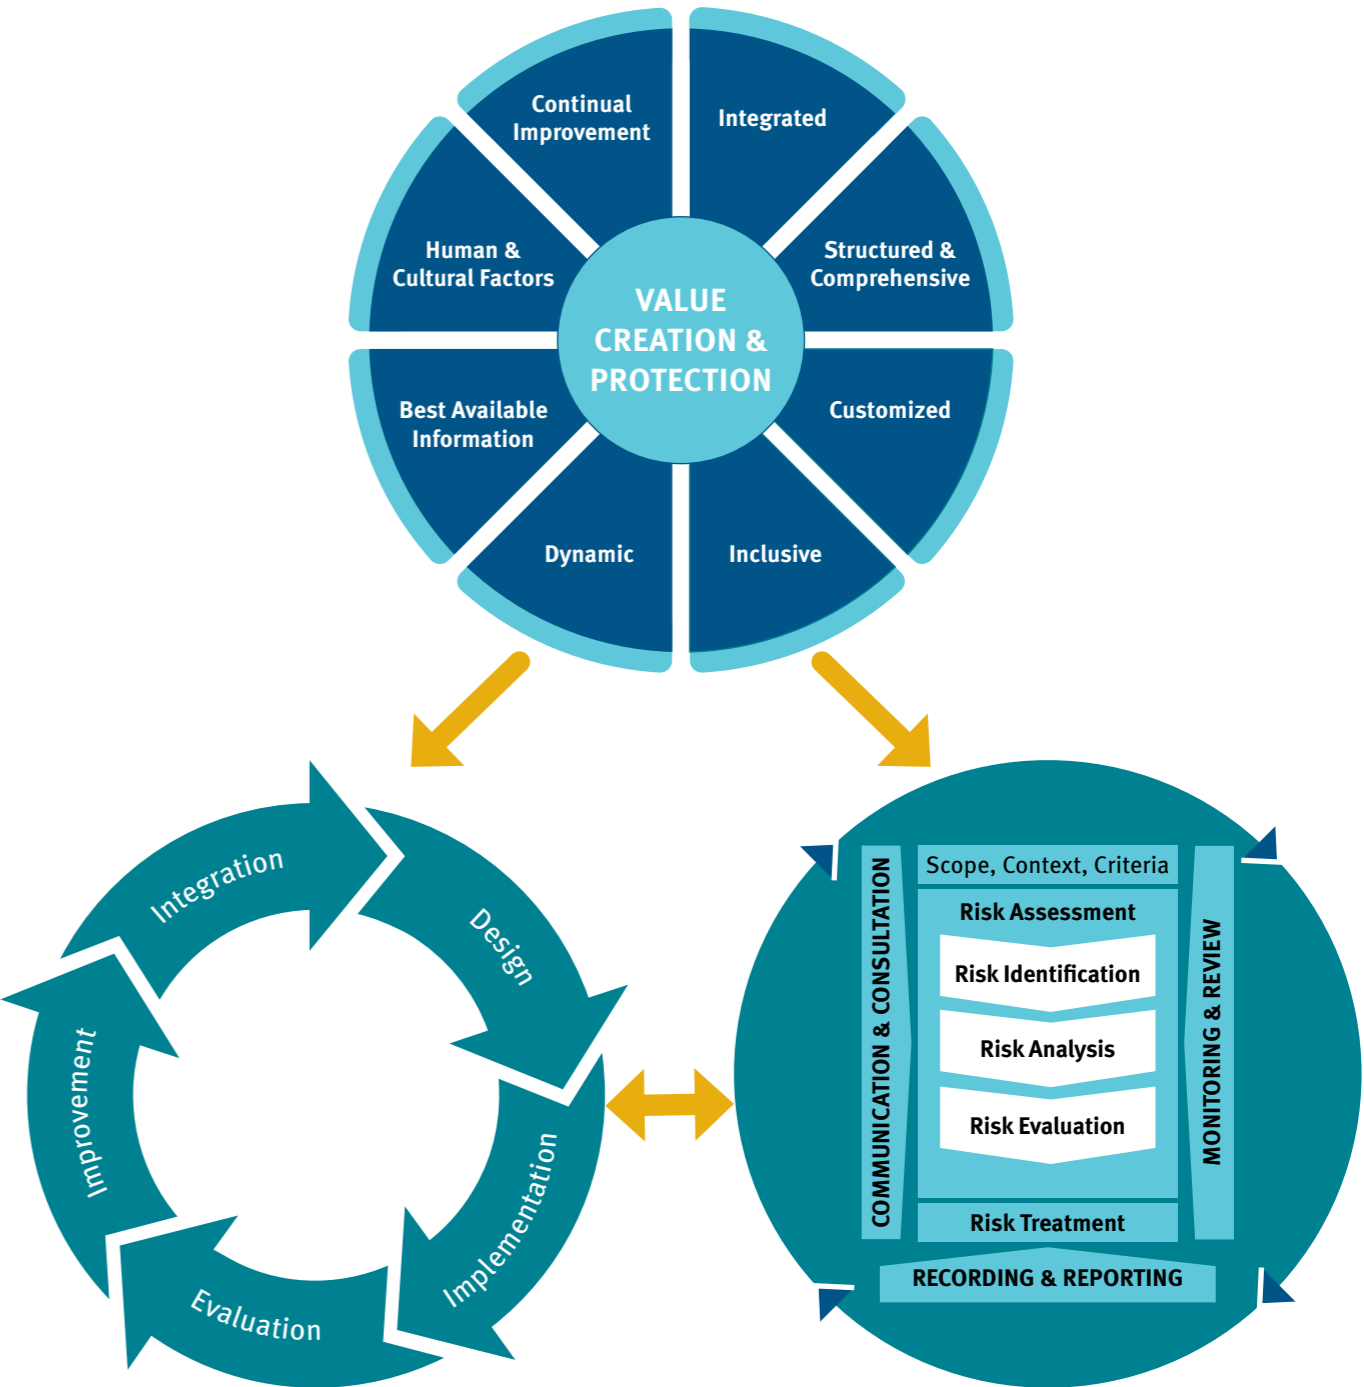 Continual
Improvement
Integrated
Human &
Cultural Factors
Structured &
Comprehensive
VALUE
CREATION &
PROTECTION
Best Available
Information
Customized
Dynamic
Inclusive
Integration
Design
Implementation
Evaluation
Improvement
COMMUNICATION & CONSULTATION
Scope, Context, Criteria
Risk Assessment
Risk Identification
Risk Analysis
Risk Evaluation
Risk Treatment
MONITORING & REVIEW
RECORDING & REPORTING